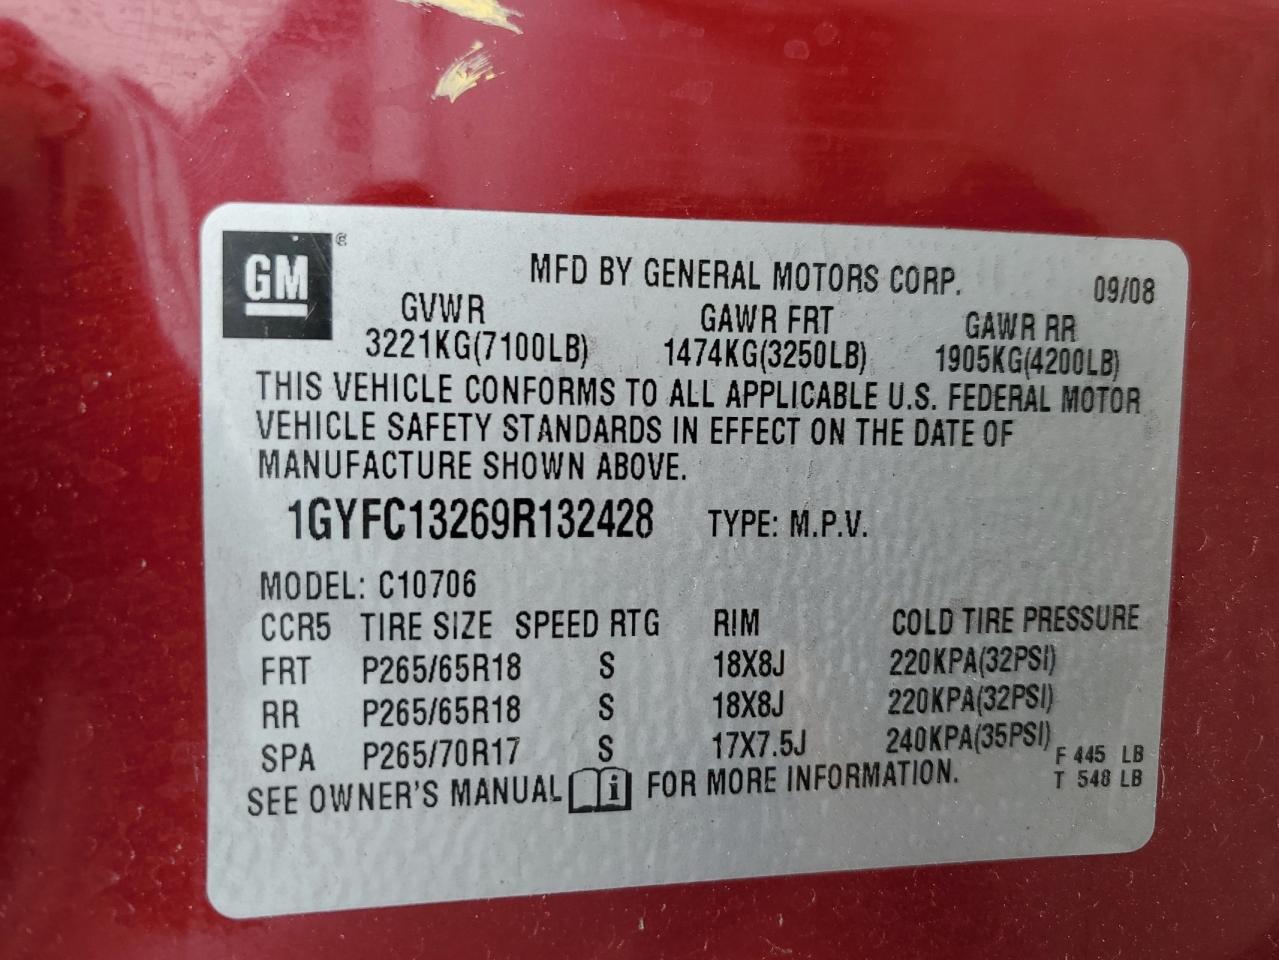 GM ©
MFD BY GENERAL MOTORS CORP. 09/08
GVWR GAWR FRT GAWR RR
3221KG(7100LB) 1474KG(3250LB) 1905KG(4200LB)
THIS VEHICLE CONFORMS TO ALL APPLICABLE U.S. FEDERAL MOTOR
VEHICLE SAFETY STANDARDS IN EFFECT ON THE DATE OF
MANUFACTURE SHOWN ABOVE.
1GYFC13269R132428 TYPE: M.P.V.
MODEL: C10706
CCR5 TIRE SIZE SPEED RTG RIM COLD TIRE PRESSURE
FRT P265/65R18 S 18X8J 220KPA(32PSI)
RR P265/65R18 S 18X8J 220KPA(32PSI)
SPA P265/70R17 S 17X7.5J 240KPA(35PSI) F 445 LB
SEE OWNER'S MANUAL i FOR MORE INFORMATION. T 548 LB